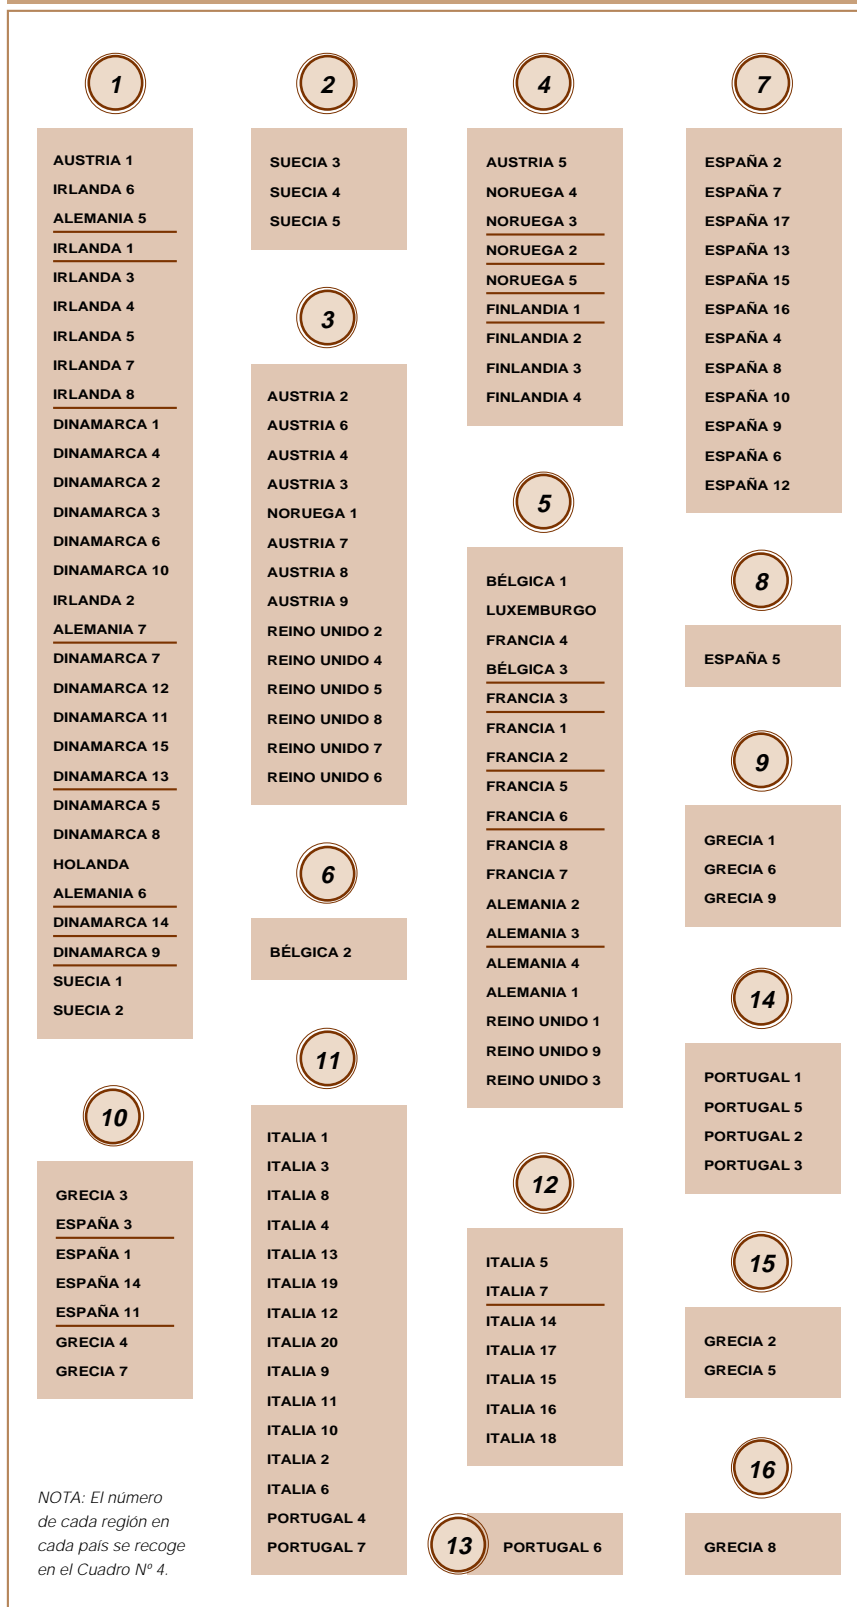 1
AUSTRIA 1
IRLANDA 6
ALEMANIA 5
IRLANDA 1
IRLANDA 3
IRLANDA 4
IRLANDA 5
IRLANDA 7
IRLANDA 8
DINAMARCA 1
DINAMARCA 4
DINAMARCA 2
DINAMARCA 3
DINAMARCA 6
DINAMARCA 10
IRLANDA 2
ALEMANIA 7
DINAMARCA 7
DINAMARCA 12
DINAMARCA 11
DINAMARCA 15
DINAMARCA 13
DINAMARCA 5
DINAMARCA 8
HOLANDA
ALEMANIA 6
DINAMARCA 14
DINAMARCA 9
SUECIA 1
SUECIA 2
2
SUECIA 3
SUECIA 4
SUECIA 5
3
AUSTRIA 2
AUSTRIA 6
AUSTRIA 4
AUSTRIA 3
NORUEGA 1
AUSTRIA 7
AUSTRIA 8
AUSTRIA 9
REINO UNIDO 2
REINO UNIDO 4
REINO UNIDO 5
REINO UNIDO 8
REINO UNIDO 7
REINO UNIDO 6
4
AUSTRIA 5
NORUEGA 4
NORUEGA 3
NORUEGA 2
NORUEGA 5
FINLANDIA 1
FINLANDIA 2
FINLANDIA 3
FINLANDIA 4
5
BÉLGICA 1
LUXEMBURGO
FRANCIA 4
BÉLGICA 3
FRANCIA 3
FRANCIA 1
FRANCIA 2
FRANCIA 5
FRANCIA 6
FRANCIA 8
FRANCIA 7
ALEMANIA 2
ALEMANIA 3
ALEMANIA 4
ALEMANIA 1
REINO UNIDO 1
REINO UNIDO 9
REINO UNIDO 3
6
BÉLGICA 2
7
ESPAÑA 2
ESPAÑA 7
ESPAÑA 17
ESPAÑA 13
ESPAÑA 15
ESPAÑA 16
ESPAÑA 4
ESPAÑA 8
ESPAÑA 10
ESPAÑA 9
ESPAÑA 6
ESPAÑA 12
8
ESPAÑA 5
9
GRECIA 1
GRECIA 6
GRECIA 9
10
GRECIA 3
ESPAÑA 3
ESPAÑA 1
ESPAÑA 14
ESPAÑA 11
GRECIA 4
GRECIA 7
11
ITALIA 1
ITALIA 3
ITALIA 8
ITALIA 4
ITALIA 13
ITALIA 19
ITALIA 12
ITALIA 20
ITALIA 9
ITALIA 11
ITALIA 10
ITALIA 2
ITALIA 6
PORTUGAL 4
PORTUGAL 7
12
ITALIA 5
ITALIA 7
ITALIA 14
ITALIA 17
ITALIA 15
ITALIA 16
ITALIA 18
13
PORTUGAL 6
14
PORTUGAL 1
PORTUGAL 5
PORTUGAL 2
PORTUGAL 3
15
GRECIA 2
GRECIA 5
16
GRECIA 8
NOTA: El número
de cada región en
cada país se recoge
en el Cuadro Nº 4.